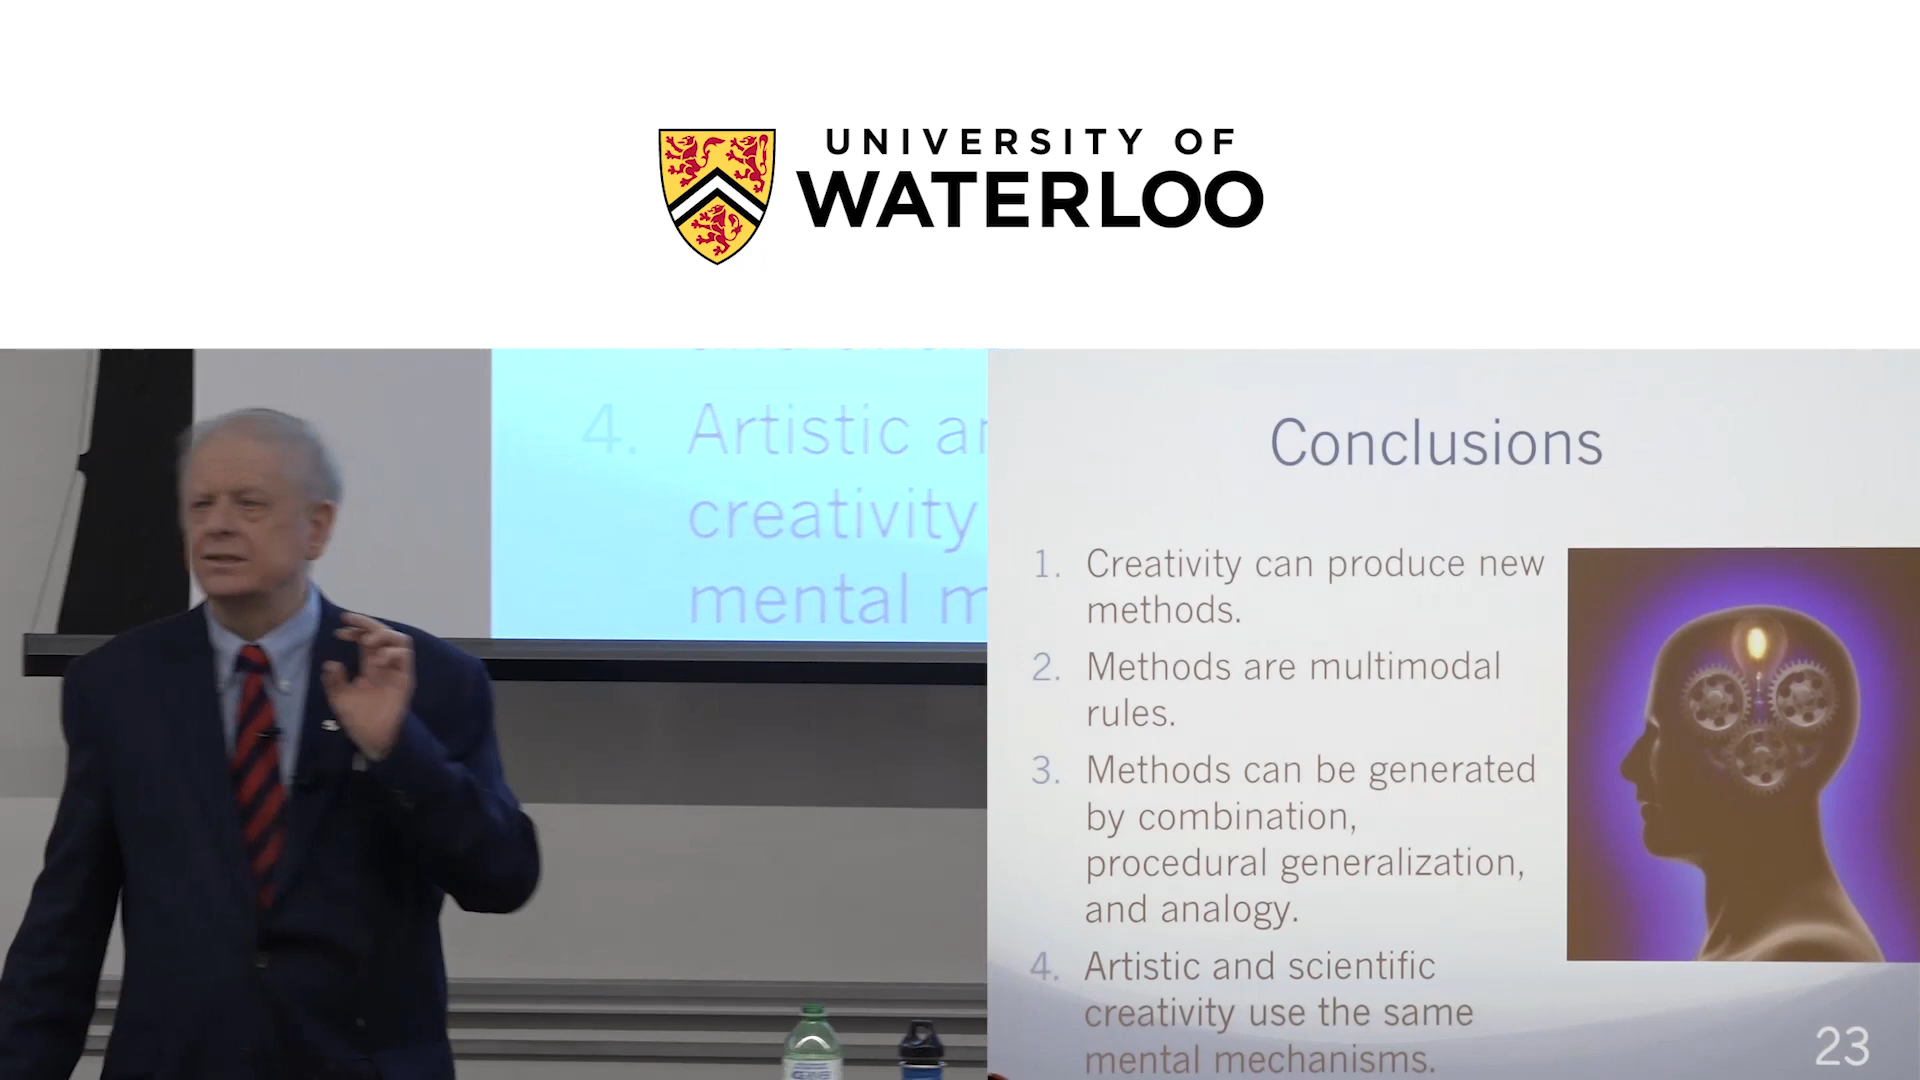 UNIVERSITY OF
WATERLOO
4. Artistic
creativity
mental
Conclusions
1. Creativity can produce new
methods.
2. Methods are multimodal
rules.
3. Methods can be generated
by combination,
procedural generalization,
and analogy.
4. Artistic and scientific
creativity use the same
mental mechanisms.
23